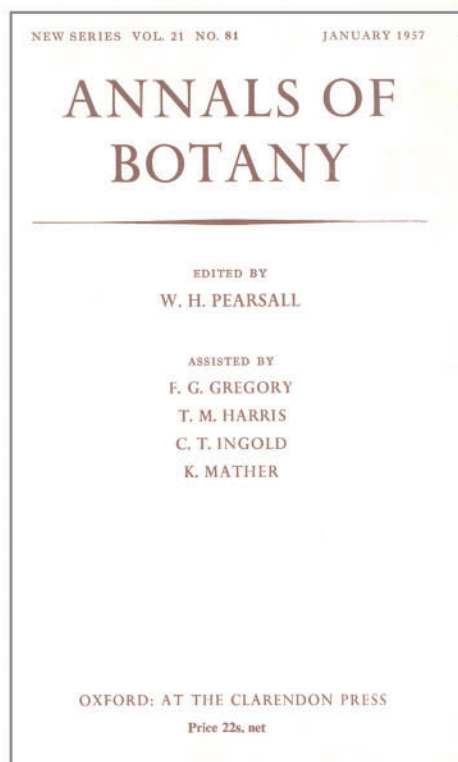 NEW SERIES VOL. 21 NO. 81 JANUARY 1957
ANNALS OF
BOTANY
EDITED BY
W. H. PEARSALL
ASSISTED BY
F. G. GREGORY
T. M. HARRIS
C. T. INGOLD
K. MATHER
OXFORD: AT THE CLARENDON PRESS
Price 22s. net